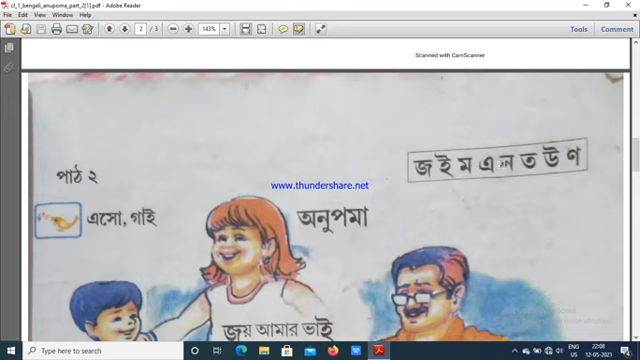 cl_1_bengali_anupoma_part_2[1].pdf - Adobe Reader
File Edit View Window Help
2 / 3 143% Tools Comment
Scanned with CamScanner
জ ই ম এ ল ত উ ণ
পাঠ ২
www.thundershare.net
এসো, গাই
অনুপমা
জয় আমার ভাই
Type here to search
ENG
22:08
US
12-05-2021